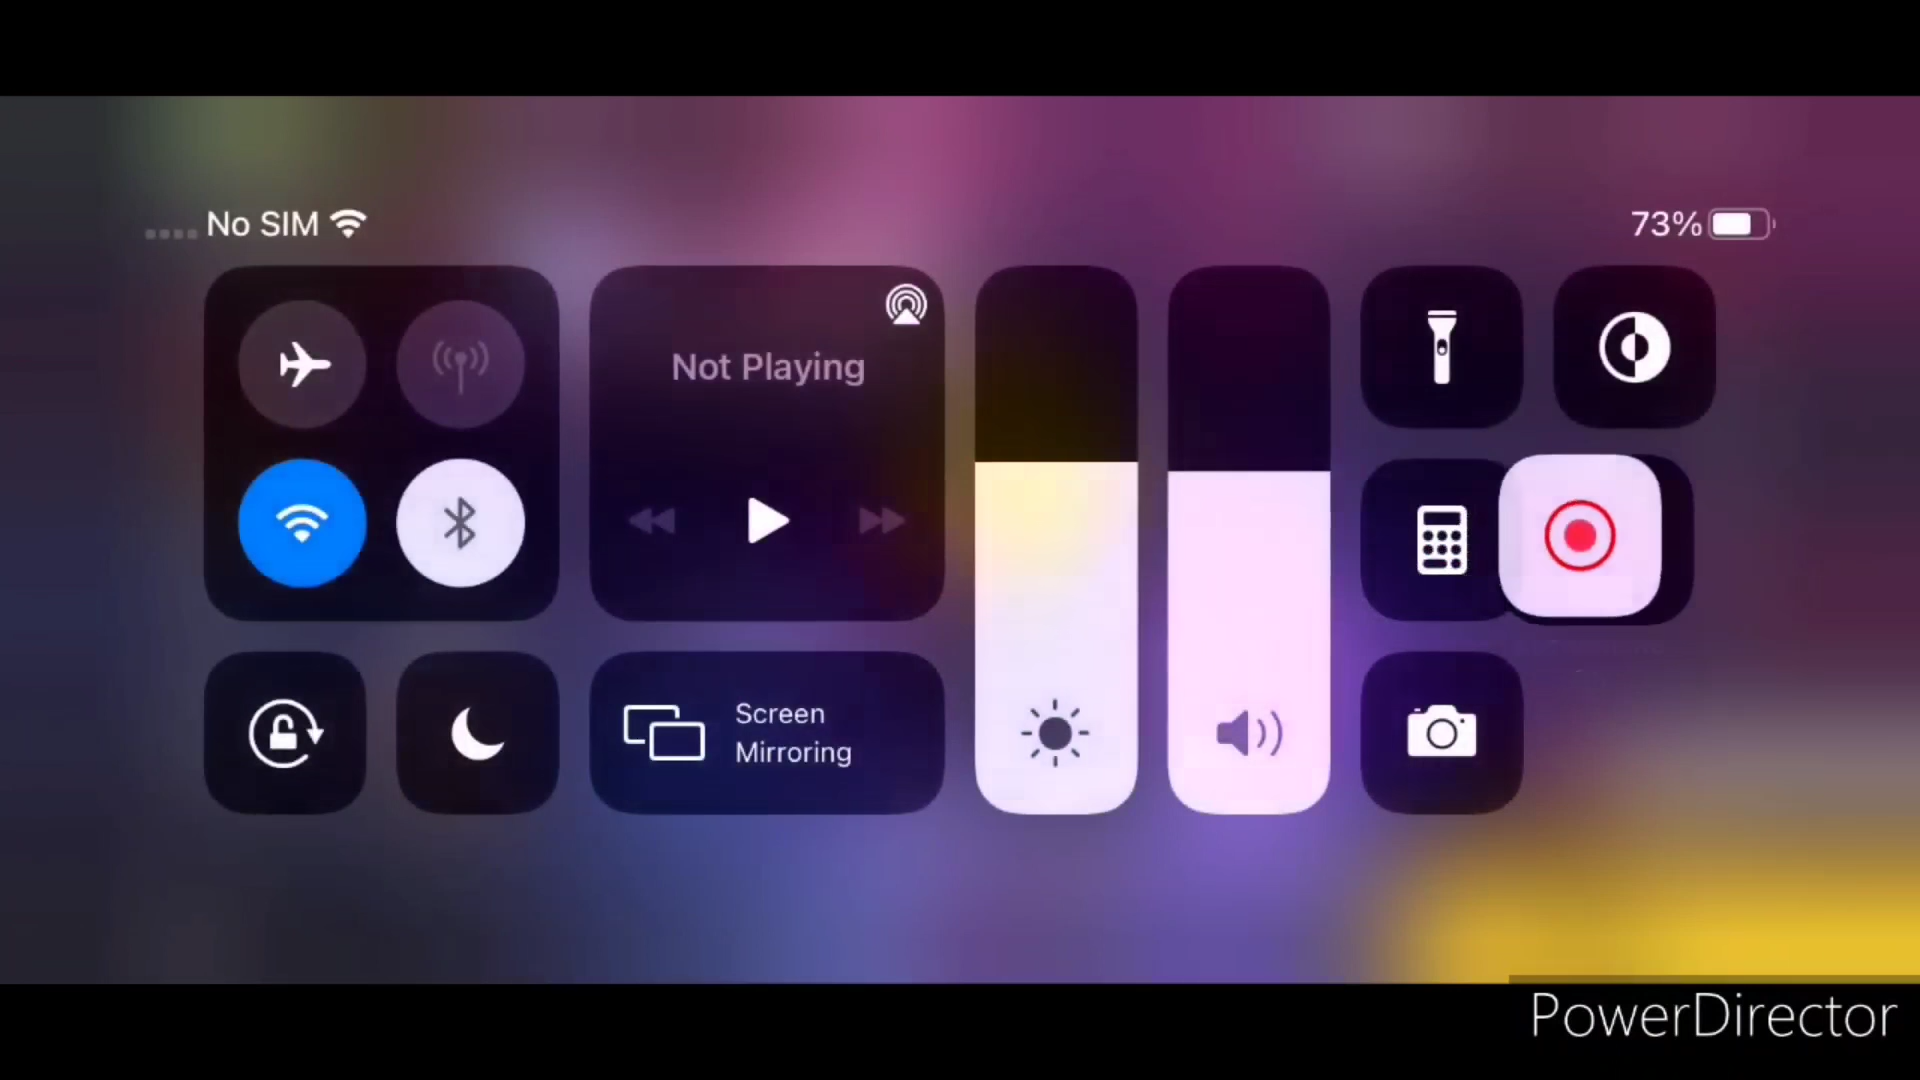 No SIM
73%
Not Playing
Screen
Mirroring
PowerDirector